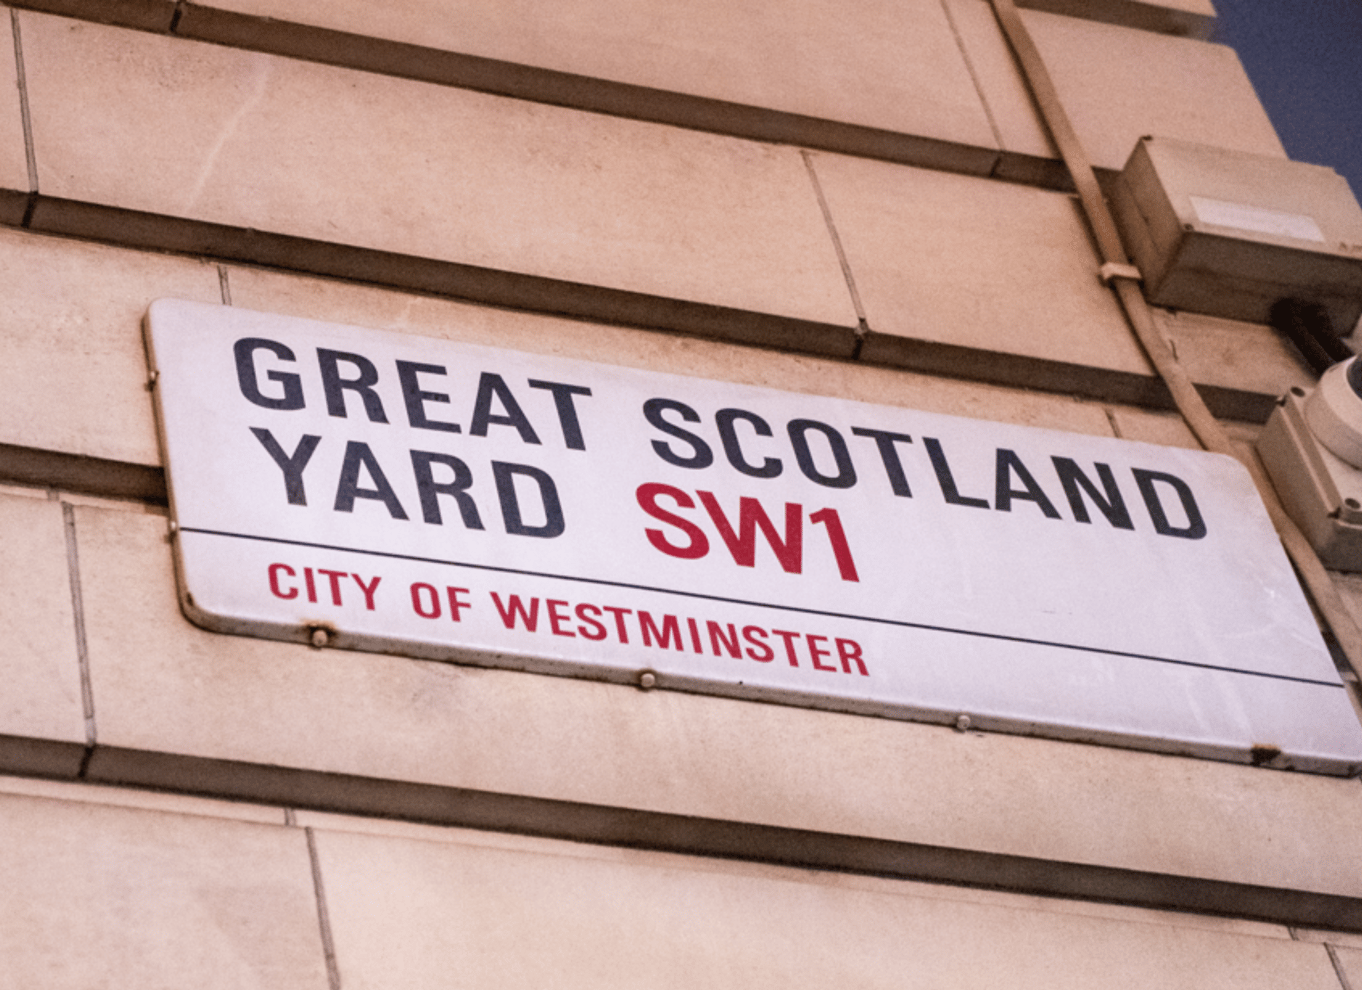 GREAT SCOTLAND
YARD SW1
CITY OF WESTMINSTER